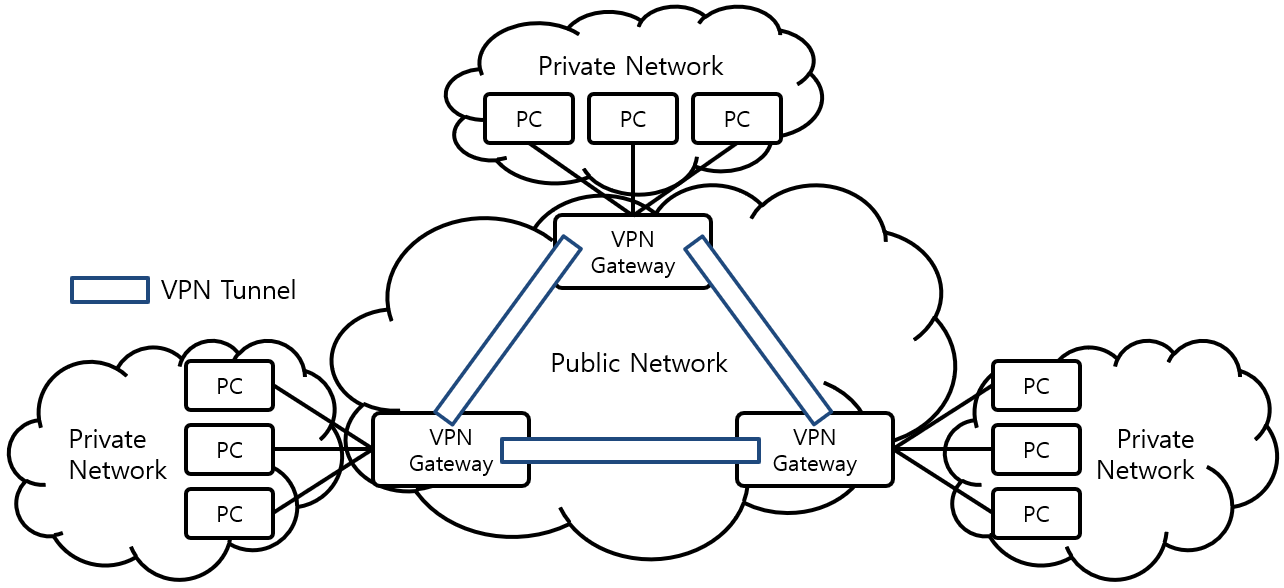 Private Network
PC
PC
PC
VPN
Gateway
VPN Tunnel
Public Network
PC
PC
PC
Private
Network
VPN
Gateway
VPN
Gateway
PC
PC
PC
Private
Network